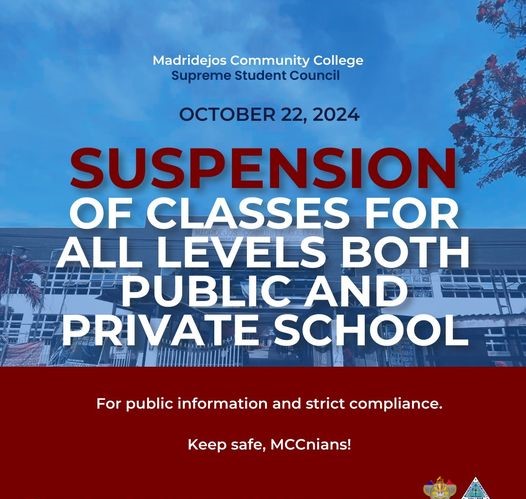 Madridejos Community College
Supreme Student Council
OCTOBER 22, 2024
SUSPENSION
OF CLASSES FOR
ALL LEVELS BOTH
PUBLIC AND
PRIVATE SCHOOL
For public information and strict compliance.
Keep safe, MCCnians!